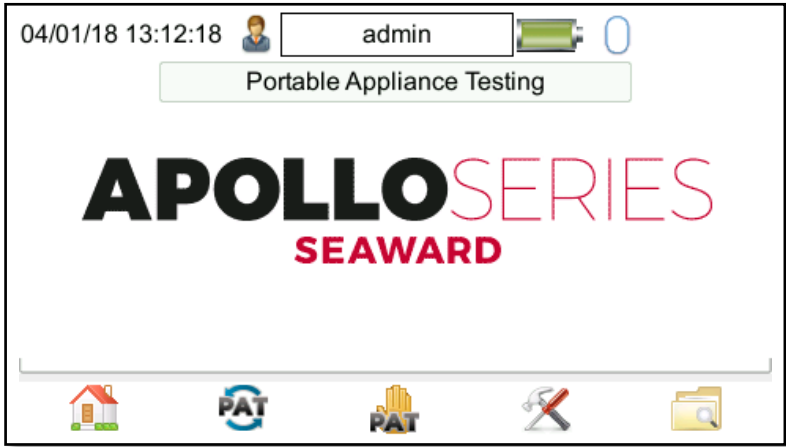 04/01/18 13:12:18 admin
Portable Appliance Testing
APOLLOSERIES
SEAWARD
PAT PAT